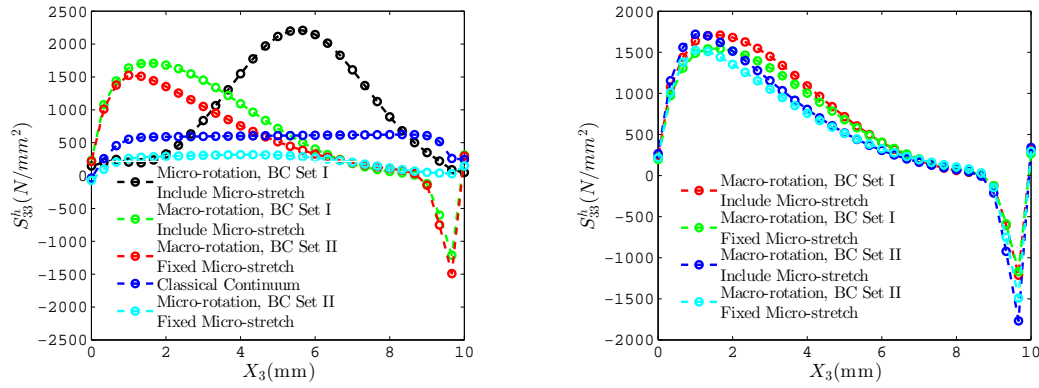 2500
2000
1500
1000
500
0
−500
−1000
−1500
−2000
−2500
S^h_33(N/mm^2)
Micro-rotation, BC Set I
Include Micro-stretch
Macro-rotation, BC Set I
Include Micro-stretch
Macro-rotation, BC Set II
Fixed Micro-stretch
Classical Continuum
Micro-rotation, BC Set II
Fixed Micro-stretch
0 2 4 6 8 10
X_3(mm)
2000
1500
1000
500
0
−500
−1000
−1500
−2000
S^h_33(N/mm^2)
Macro-rotation, BC Set I
Include Micro-stretch
Macro-rotation, BC Set I
Fixed Micro-stretch
Macro-rotation, BC Set II
Include Micro-stretch
Macro-rotation, BC Set II
Fixed Micro-stretch
0 2 4 6 8 10
X_3(mm)